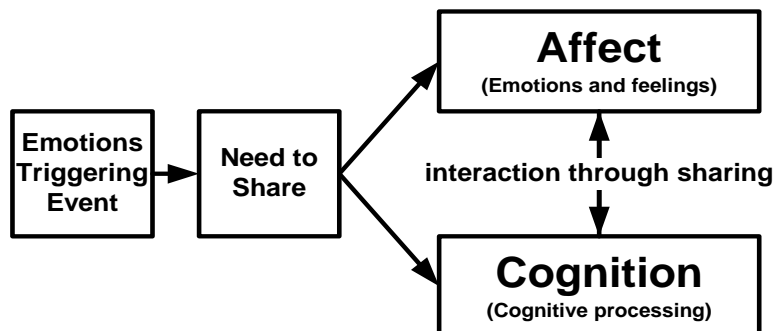 Emotions
Triggering
Event
Need to
Share
Affect
(Emotions and feelings)
interaction through sharing
Cognition
(Cognitive processing)